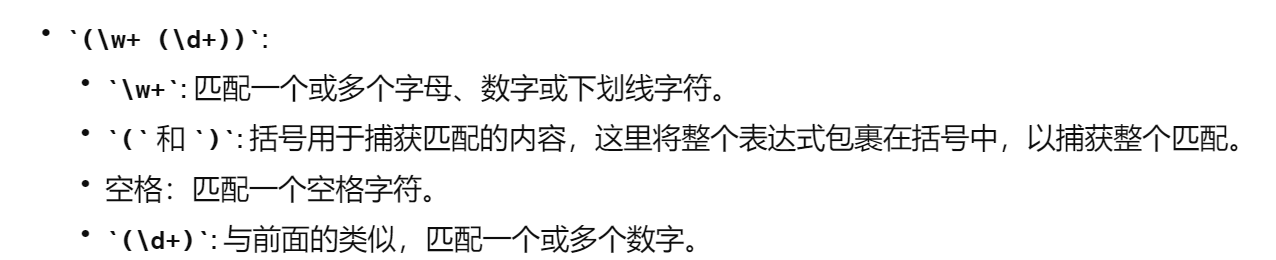 • `(\w+ (\d+))`:
• `\w+`: 匹配一个或多个字母、数字或下划线字符。
• `(` 和 `)`: 括号用于捕获匹配的内容，这里将整个表达式包裹在括号中，以捕获整个匹配。
• 空格：匹配一个空格字符。
• `(\d+)`: 与前面的类似，匹配一个或多个数字。